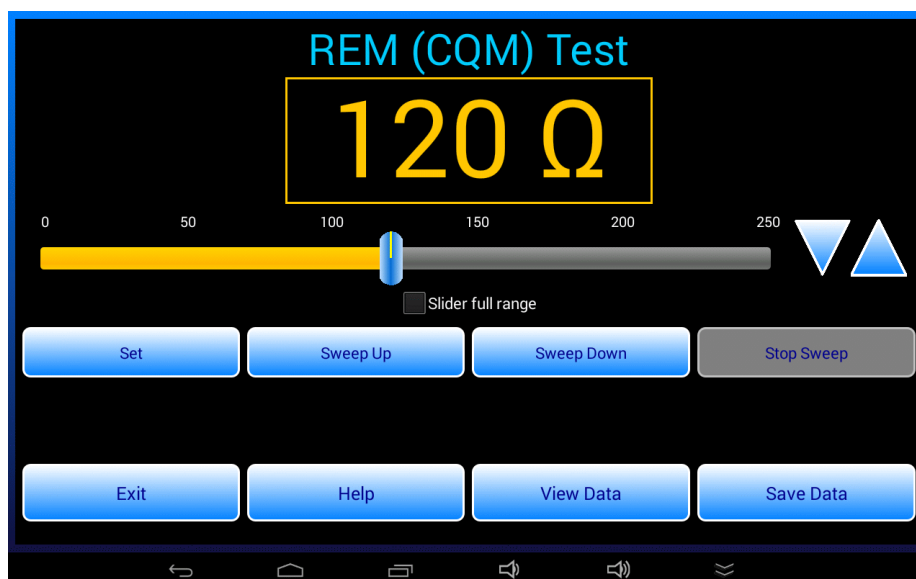 REM (CQM) Test
120 Ω
0 50 100 150 200 250
Slider full range
Set Sweep Up Sweep Down Stop Sweep
Exit Help View Data Save Data